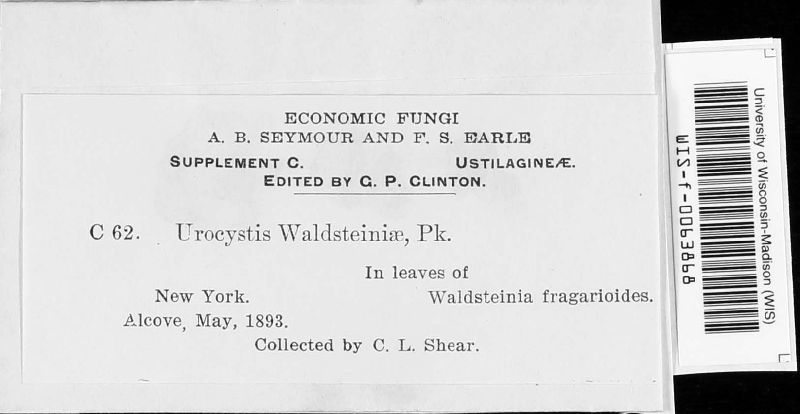 ECONOMIC FUNGI
A. B. SEYMOUR AND F. S. EARLE
SUPPLEMENT C. USTILAGINEÆ.
EDITED BY G. P. CLINTON.
C 62. Urocystis Waldsteiniæ, Pk.
In leaves of
New York. Waldsteinia fragarioides.
Alcove, May, 1893.
Collected by C. L. Shear.
University of Wisconsin-Madison (WIS)
WIS-f-0093898